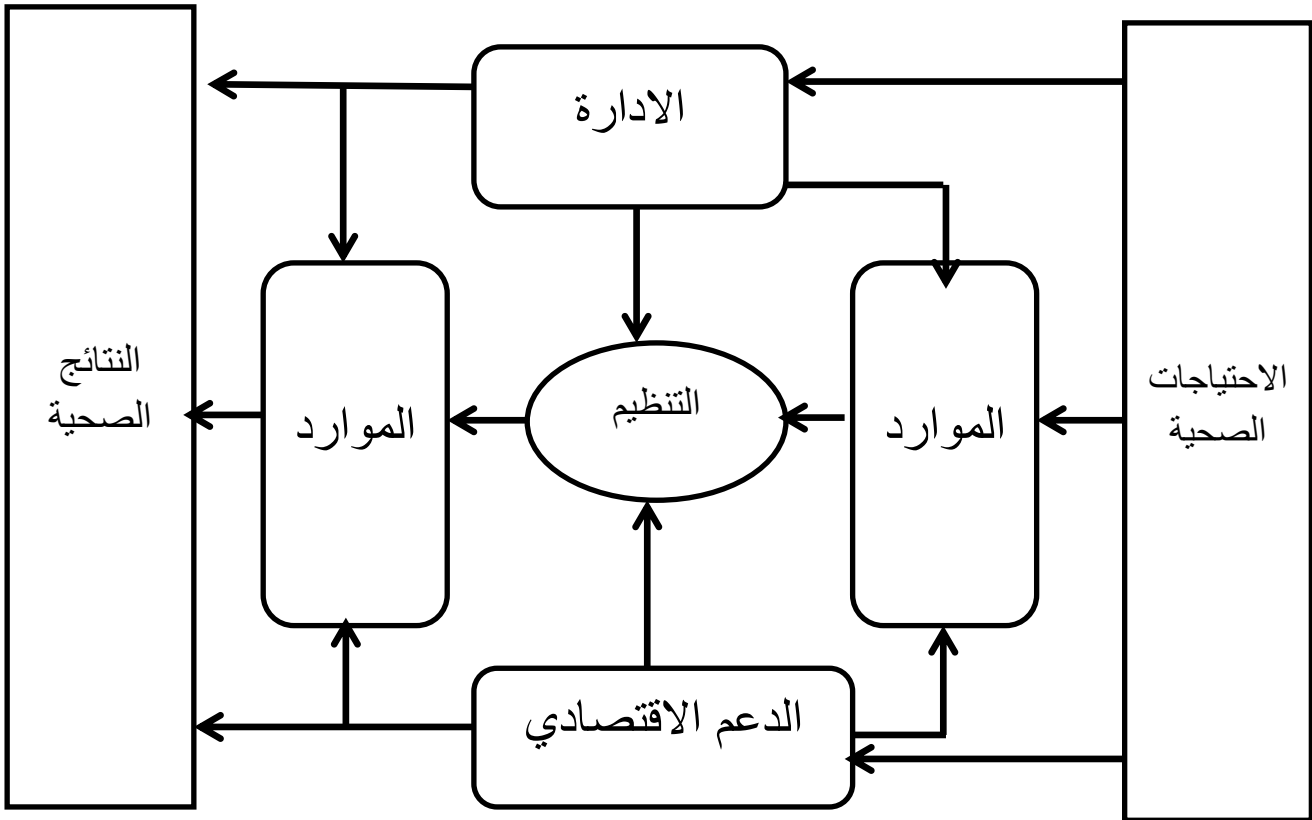 الادارة
الاحتياجات
الصحية
الموارد
التنظيم
الموارد
النتائج
الصحية
الدعم الاقتصادي